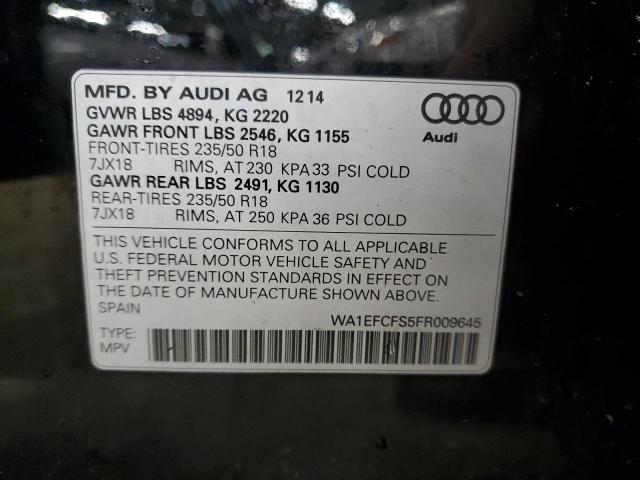 MFD. BY AUDI AG 12 14
GVWR LBS 4894, KG 2220
GAWR FRONT LBS 2546, KG 1155
FRONT-TIRES 235/50 R18
7JX18 RIMS, AT 230 KPA 33 PSI COLD
GAWR REAR LBS 2491, KG 1130
REAR-TIRES 235/50 R18
7JX18 RIMS, AT 250 KPA 36 PSI COLD
Audi
THIS VEHICLE CONFORMS TO ALL APPLICABLE
U.S. FEDERAL MOTOR VEHICLE SAFETY AND
THEFT PREVENTION STANDARDS IN EFFECT ON
THE DATE OF MANUFACTURE SHOWN ABOVE.
SPAIN WA1EFCFS5FR009645
TYPE:
MPV